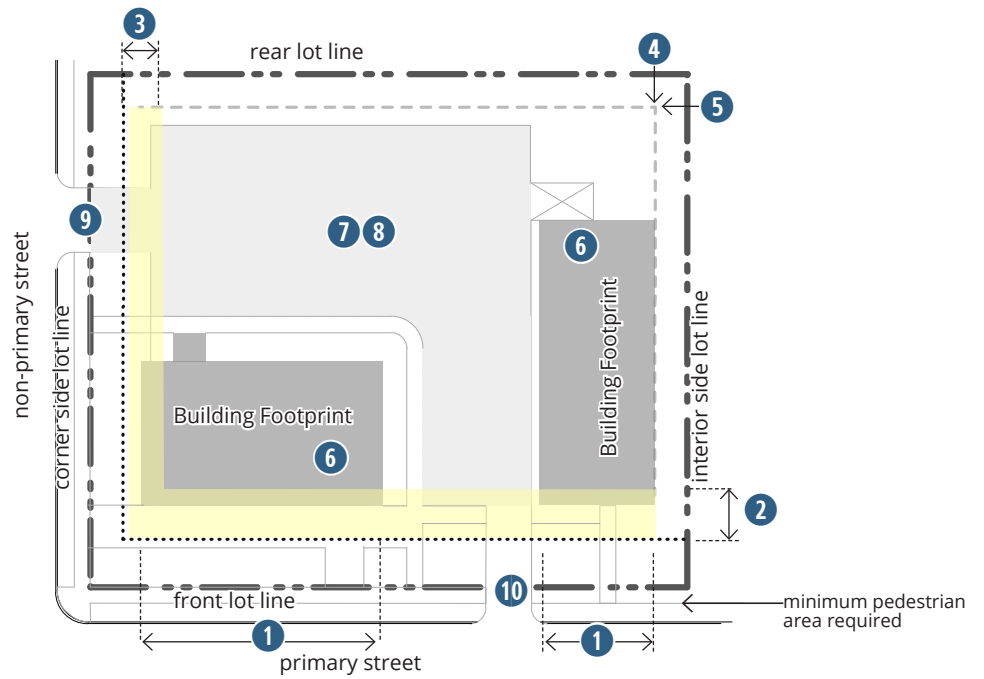 3
rear lot line
4
5
9
7 8
6
non-primary street
corner side lot line
Building Footprint
interior side lot line
Building Footprint
6
2
10
front lot line
minimum pedestrian
area required
1
1
primary street